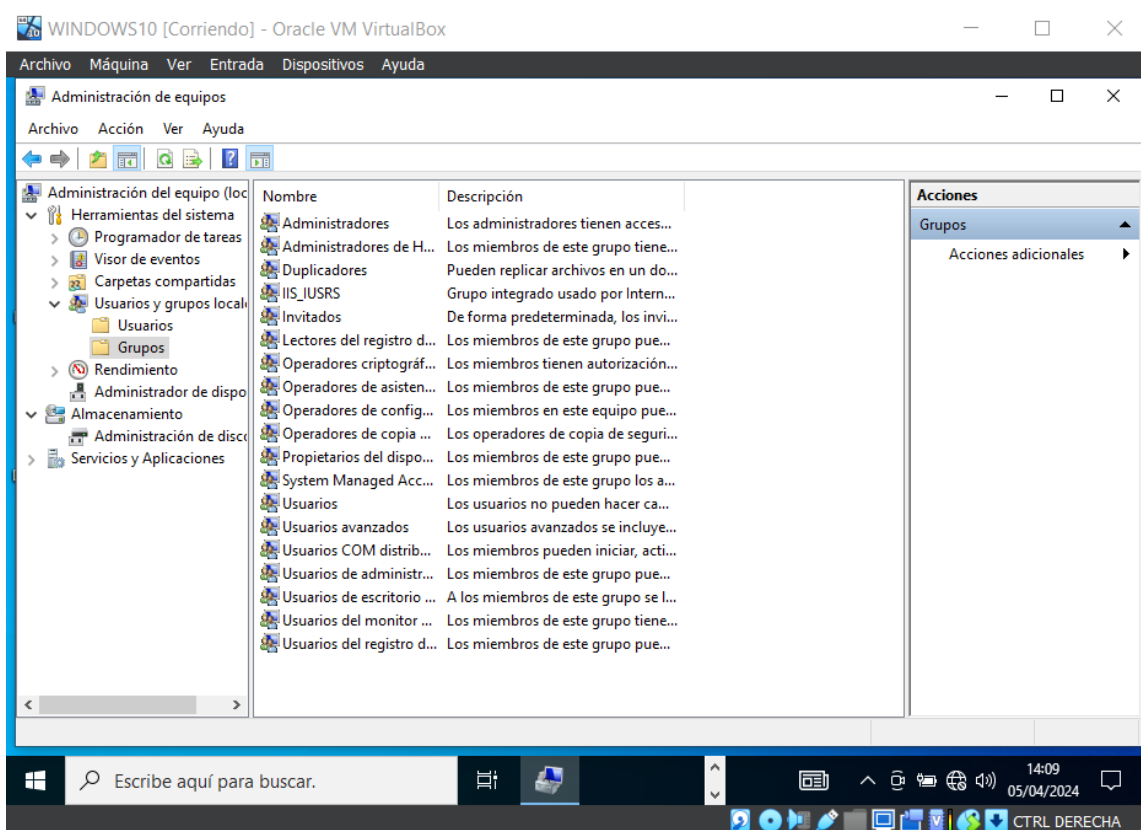 WINDOWS10 [Corriendo] - Oracle VM VirtualBox
Archivo Máquina Ver Entrada Dispositivos Ayuda
Administración de equipos
Archivo Acción Ver Ayuda
Administración del equipo (loc
Herramientas del sistema
Programador de tareas
Visor de eventos
Carpetas compartidas
Usuarios y grupos local
Usuarios
Grupos
Rendimiento
Administrador de dispo
Almacenamiento
Administración de disc
Servicios y Aplicaciones
Nombre Descripción
Administradores Los administradores tienen acces...
Administradores de H... Los miembros de este grupo tiene...
Duplicadores Pueden replicar archivos en un do...
IIS_IUSRS Grupo integrado usado por Intern...
Invitados De forma predeterminada, los invi...
Lectores del registro d... Los miembros de este grupo pue...
Operadores criptográf... Los miembros tienen autorización...
Operadores de asisten... Los miembros de este grupo pue...
Operadores de config... Los miembros en este equipo pue...
Operadores de copia ... Los operadores de copia de seguri...
Propietarios del dispo... Los miembros de este grupo pue...
System Managed Acc... Los miembros de este grupo los a...
Usuarios Los usuarios no pueden hacer ca...
Usuarios avanzados Los usuarios avanzados se incluye...
Usuarios COM distrib... Los miembros pueden iniciar, acti...
Usuarios de administr... Los miembros de este grupo pue...
Usuarios de escritorio ... A los miembros de este grupo se l...
Usuarios del monitor ... Los miembros de este grupo tiene...
Usuarios del registro d... Los miembros de este grupo pue...
Acciones
Grupos
Acciones adicionales
Escribe aquí para buscar.
14:09
05/04/2024
CTRL DERECHA